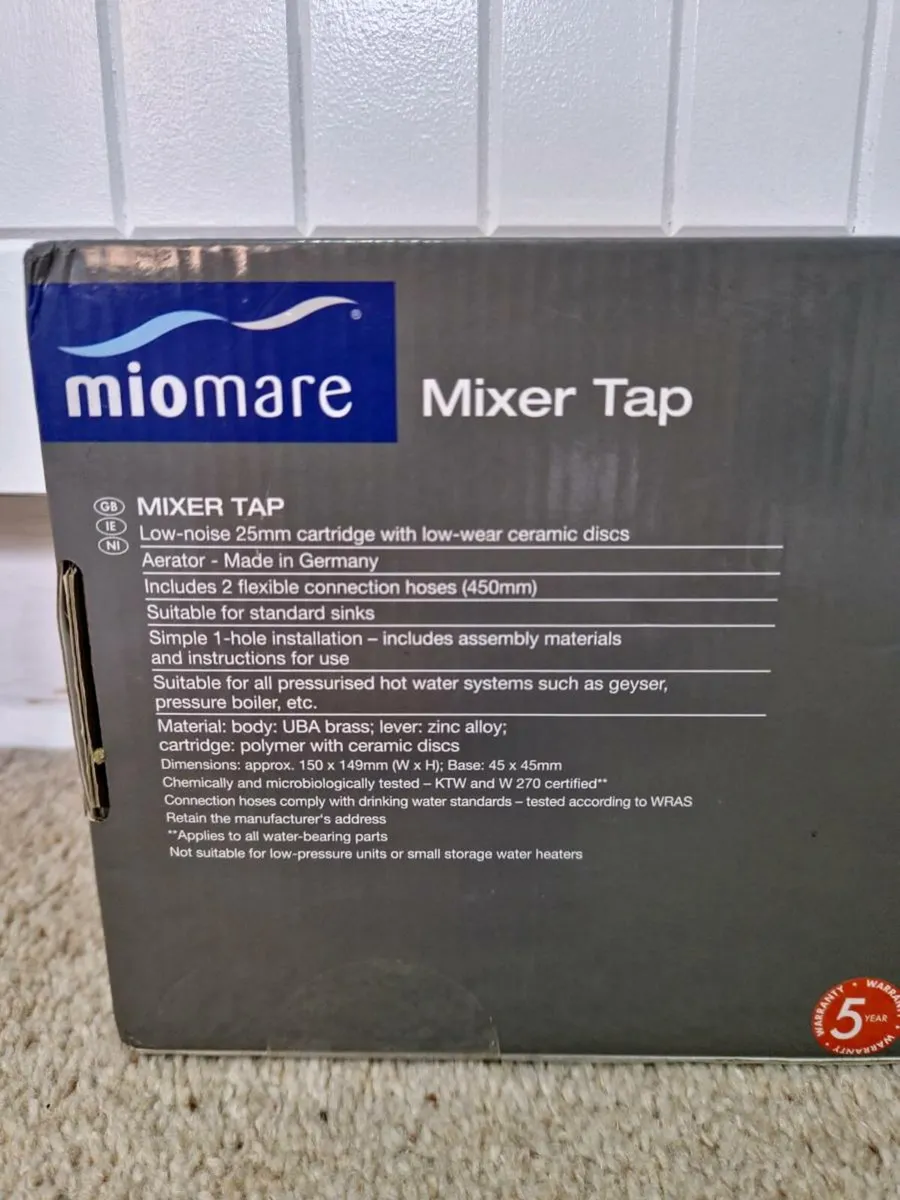 miomare ®
Mixer Tap
GB
IE
NI
MIXER TAP
Low-noise 25mm cartridge with low-wear ceramic discs
Aerator - Made in Germany
Includes 2 flexible connection hoses (450mm)
Suitable for standard sinks
Simple 1-hole installation – includes assembly materials
and instructions for use
Suitable for all pressurised hot water systems such as geyser,
pressure boiler, etc.
Material: body: UBA brass; lever: zinc alloy;
cartridge: polymer with ceramic discs
Dimensions: approx. 150 x 149mm (W x H); Base: 45 x 45mm
Chemically and microbiologically tested – KTW and W 270 certified**
Connection hoses comply with drinking water standards – tested according to WRAS
Retain the manufacturer's address
**Applies to all water-bearing parts
Not suitable for low-pressure units or small storage water heaters
WARRANTY • WARRAN
5 YEAR
• WARRANTY •